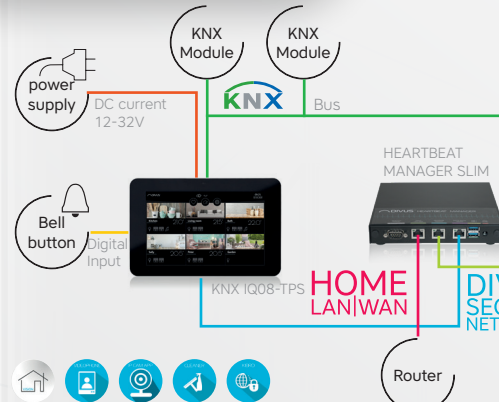 KNX
Module
KNX
Module
power
supply
DC current
12-32V
KNX
Bus
HEARTBEAT
MANAGER SLIM
Bell
button
Digital
Input
KNX IQ08-TPS
HOME
LAN|WAN
DIV
SEC
NET
Router